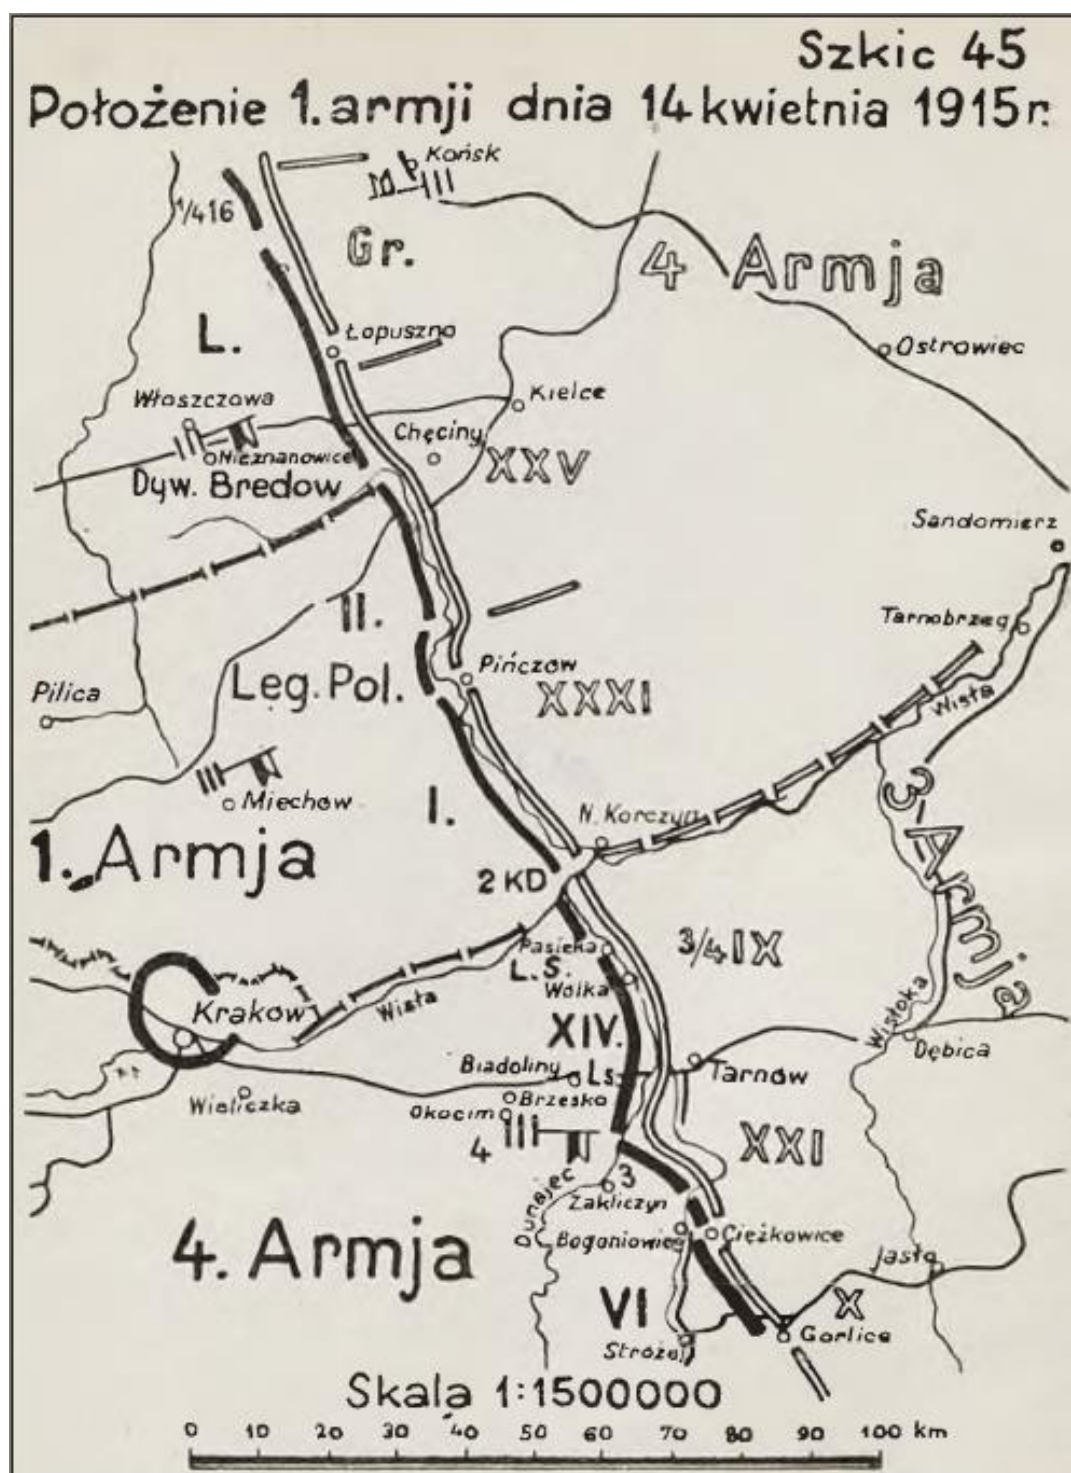 Szkic 45
Położenie 1. armji dnia 14 kwietnia 1915 r.
Końsk
1/416
Gr.
4 Armja
L.
Łopuszno
Ostrowiec
Włoszczowa
Kielce
Chęciny
Nieznanowice
XXV
Dyw. Bredow
Sandomierz
II.
Tarnobrzeg
Leg. Pol.
Pińczow
XXXI
Pilica
Wisła
Miechow
I.
N. Korczyn
3 Armja
1. Armja
2 KD
Pasieka
3/4 IX
L. S.
Wolka
Krakow
Wisła
XIV.
Wisłoka
Dębica
Biadoliny
Ls
Tarnow
Wieliczka
Brzesko
Okocim
XXI
4
3
Dunajec
Zakliczyn
Bogoniowice
Ciężkowice
4. Armja
Jasło
VI
X
Gorlice
Stróże
Skala 1:1500000
0 10 20 30 40 50 60 70 80 90 100 km